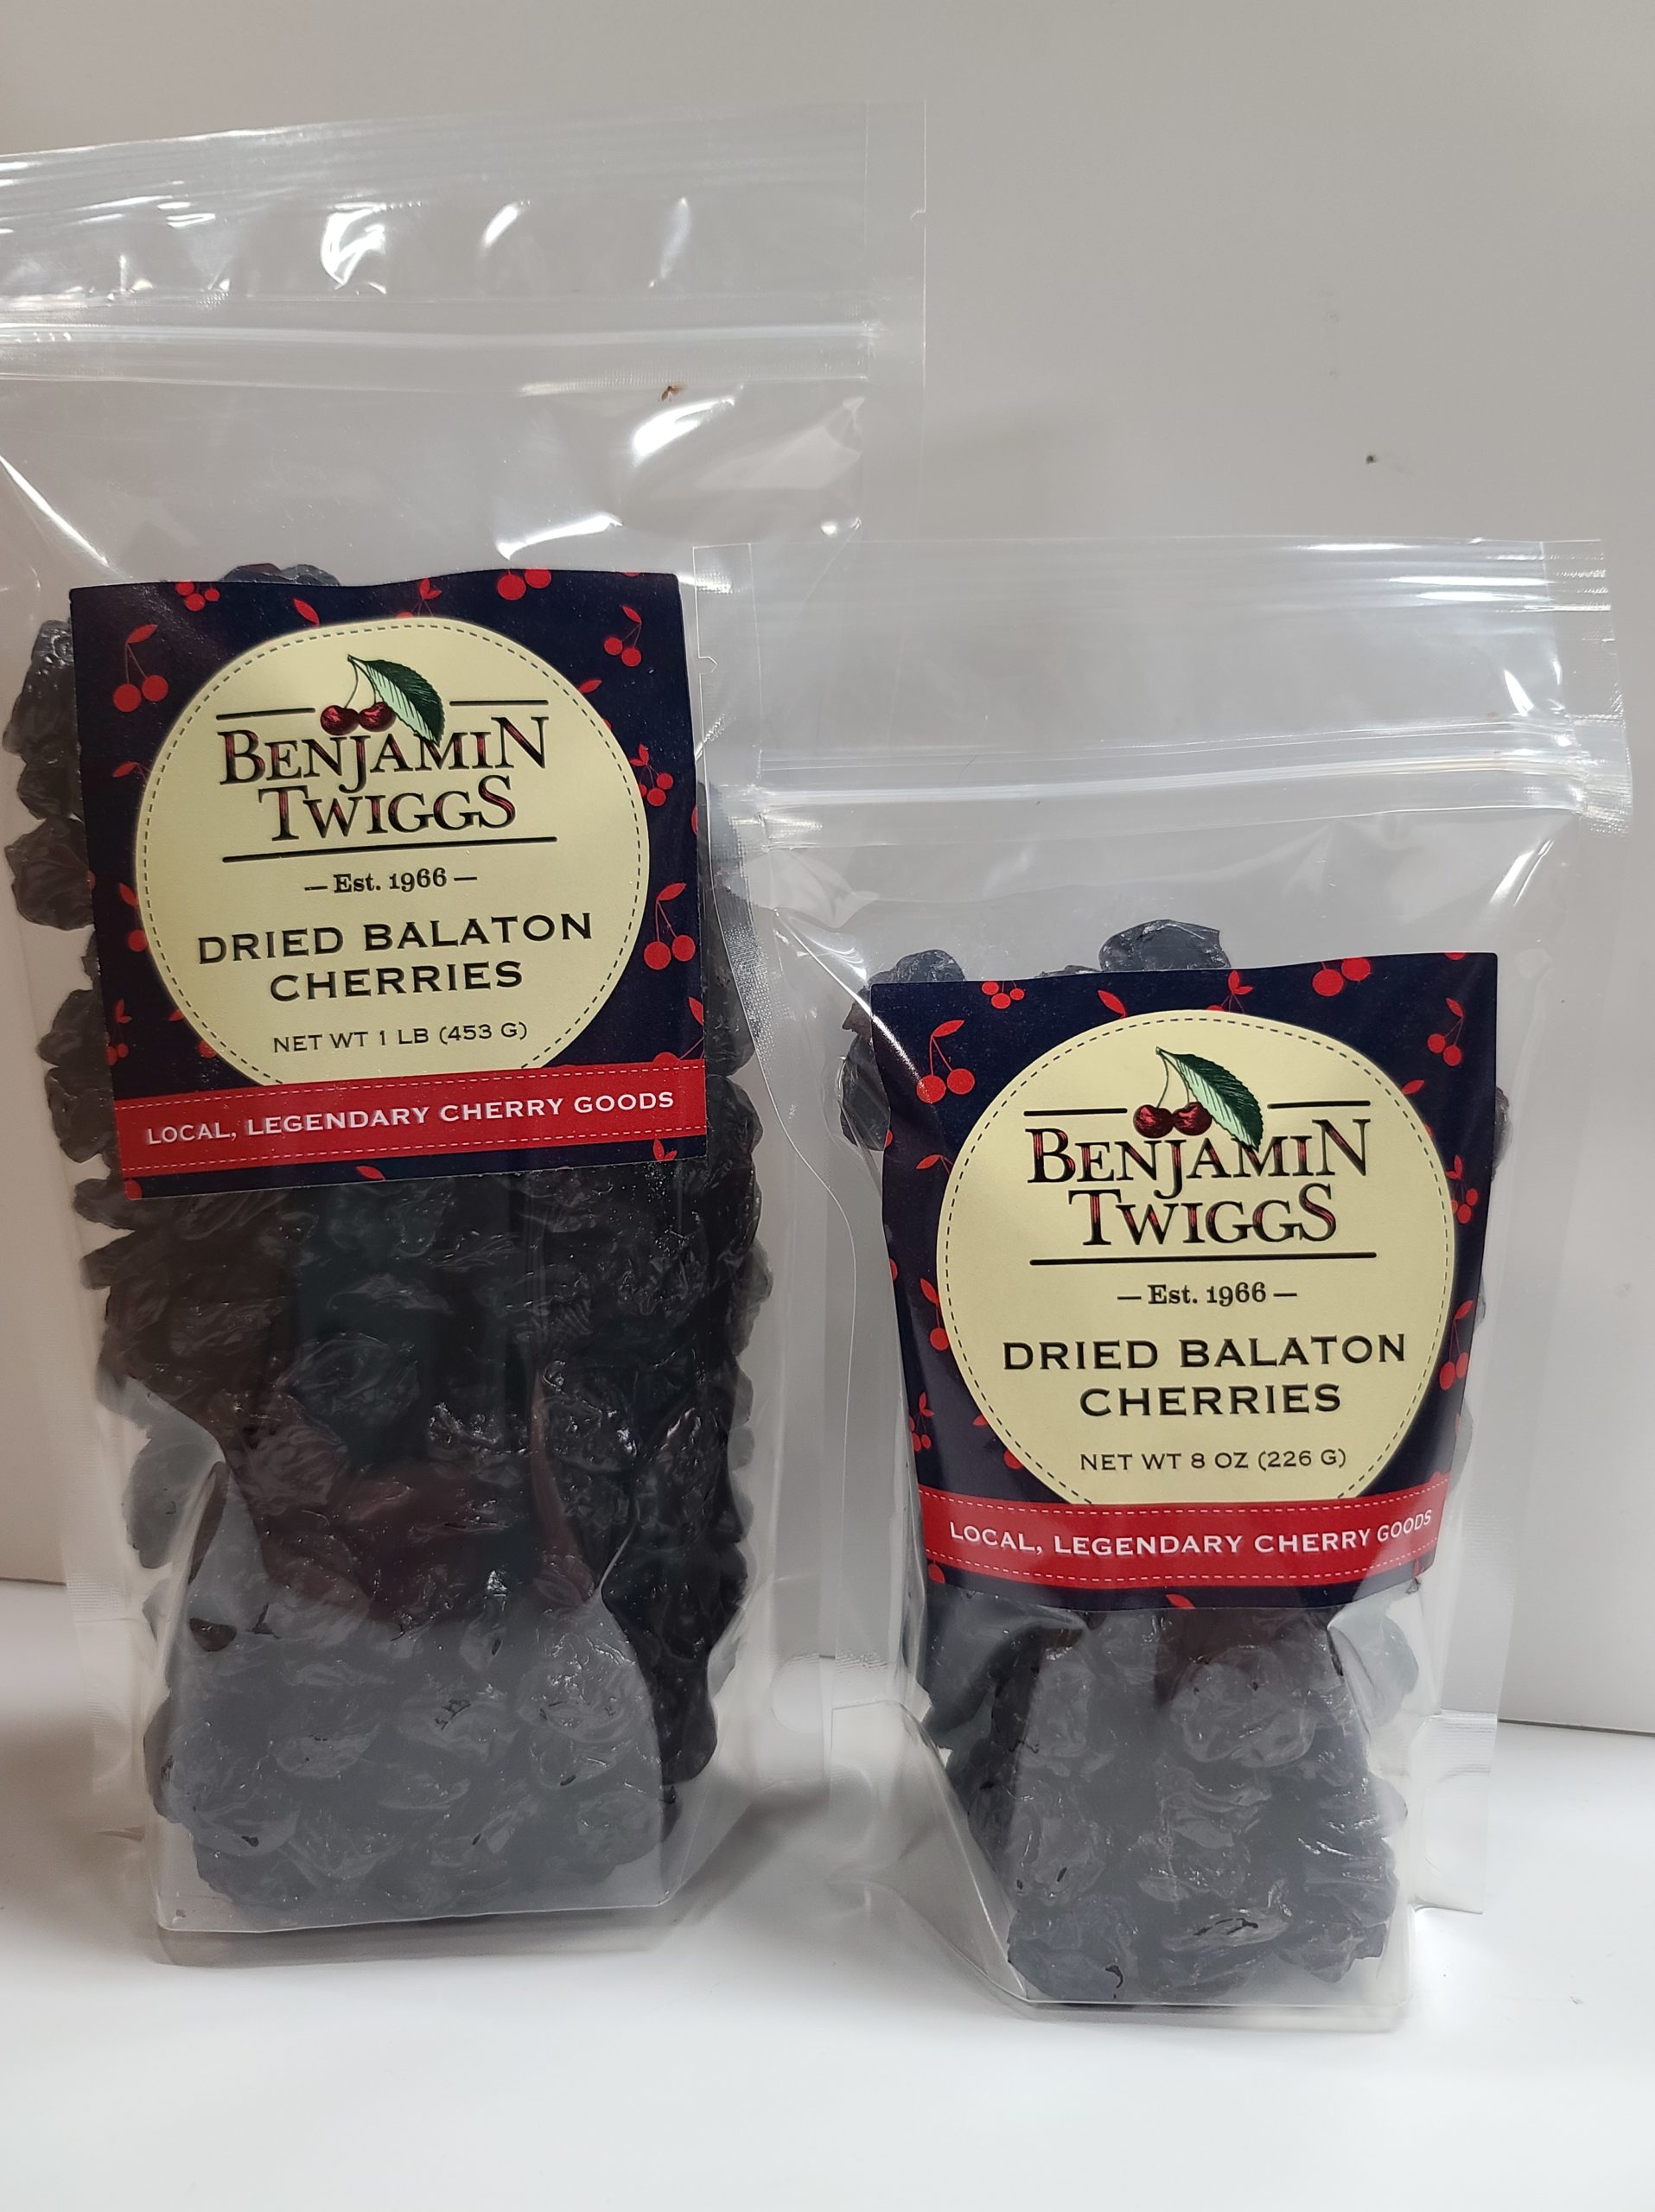 BENJAMIN
TWIGGS
— Est. 1966 —
DRIED BALATON
CHERRIES
NET WT 1 LB (453 G)
LOCAL, LEGENDARY CHERRY GOODS
BENJAMIN
TWIGGS
— Est. 1966 —
DRIED BALATON
CHERRIES
NET WT 8 OZ (226 G)
LOCAL, LEGENDARY CHERRY GOODS